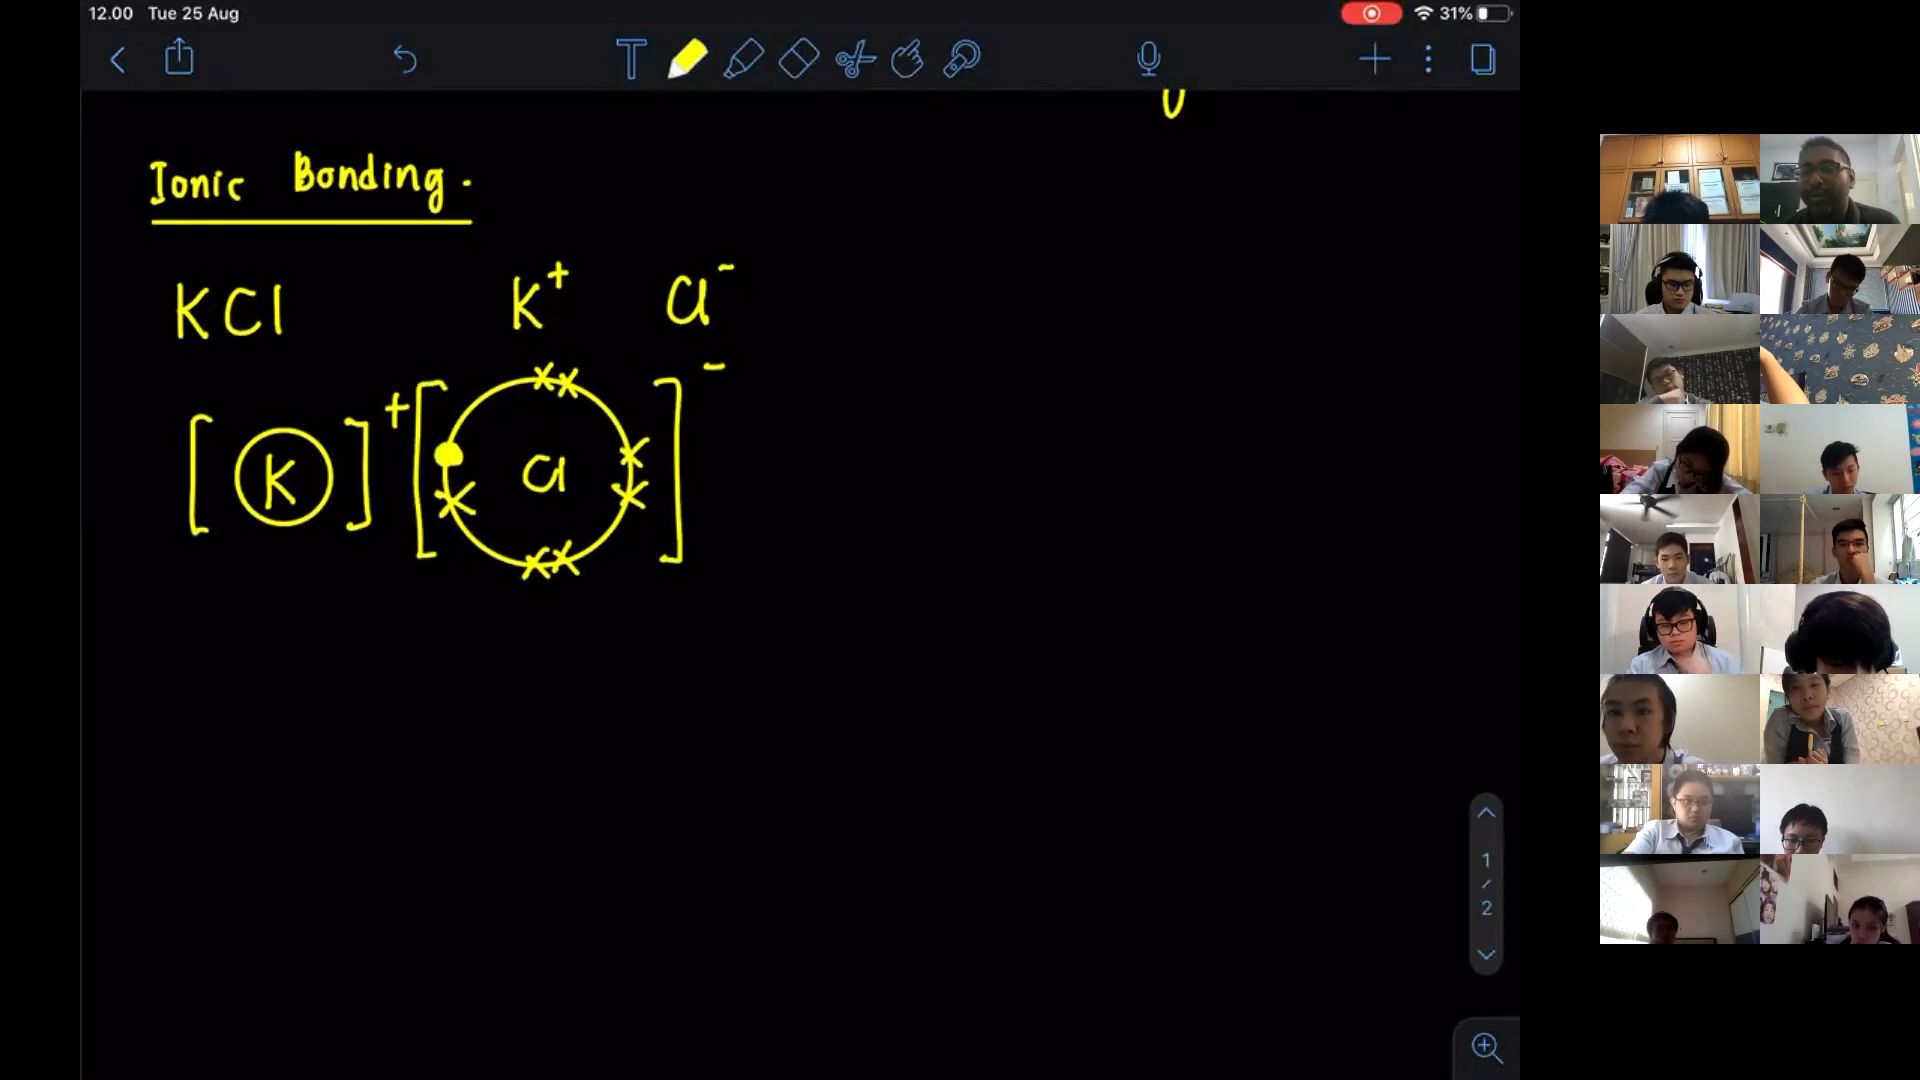 12.00 Tue 25 Aug 31%
T
Ionic Bonding.
KCl K⁺ Cl⁻
[ K ]⁺ [ Cl ]⁻
1
/
2